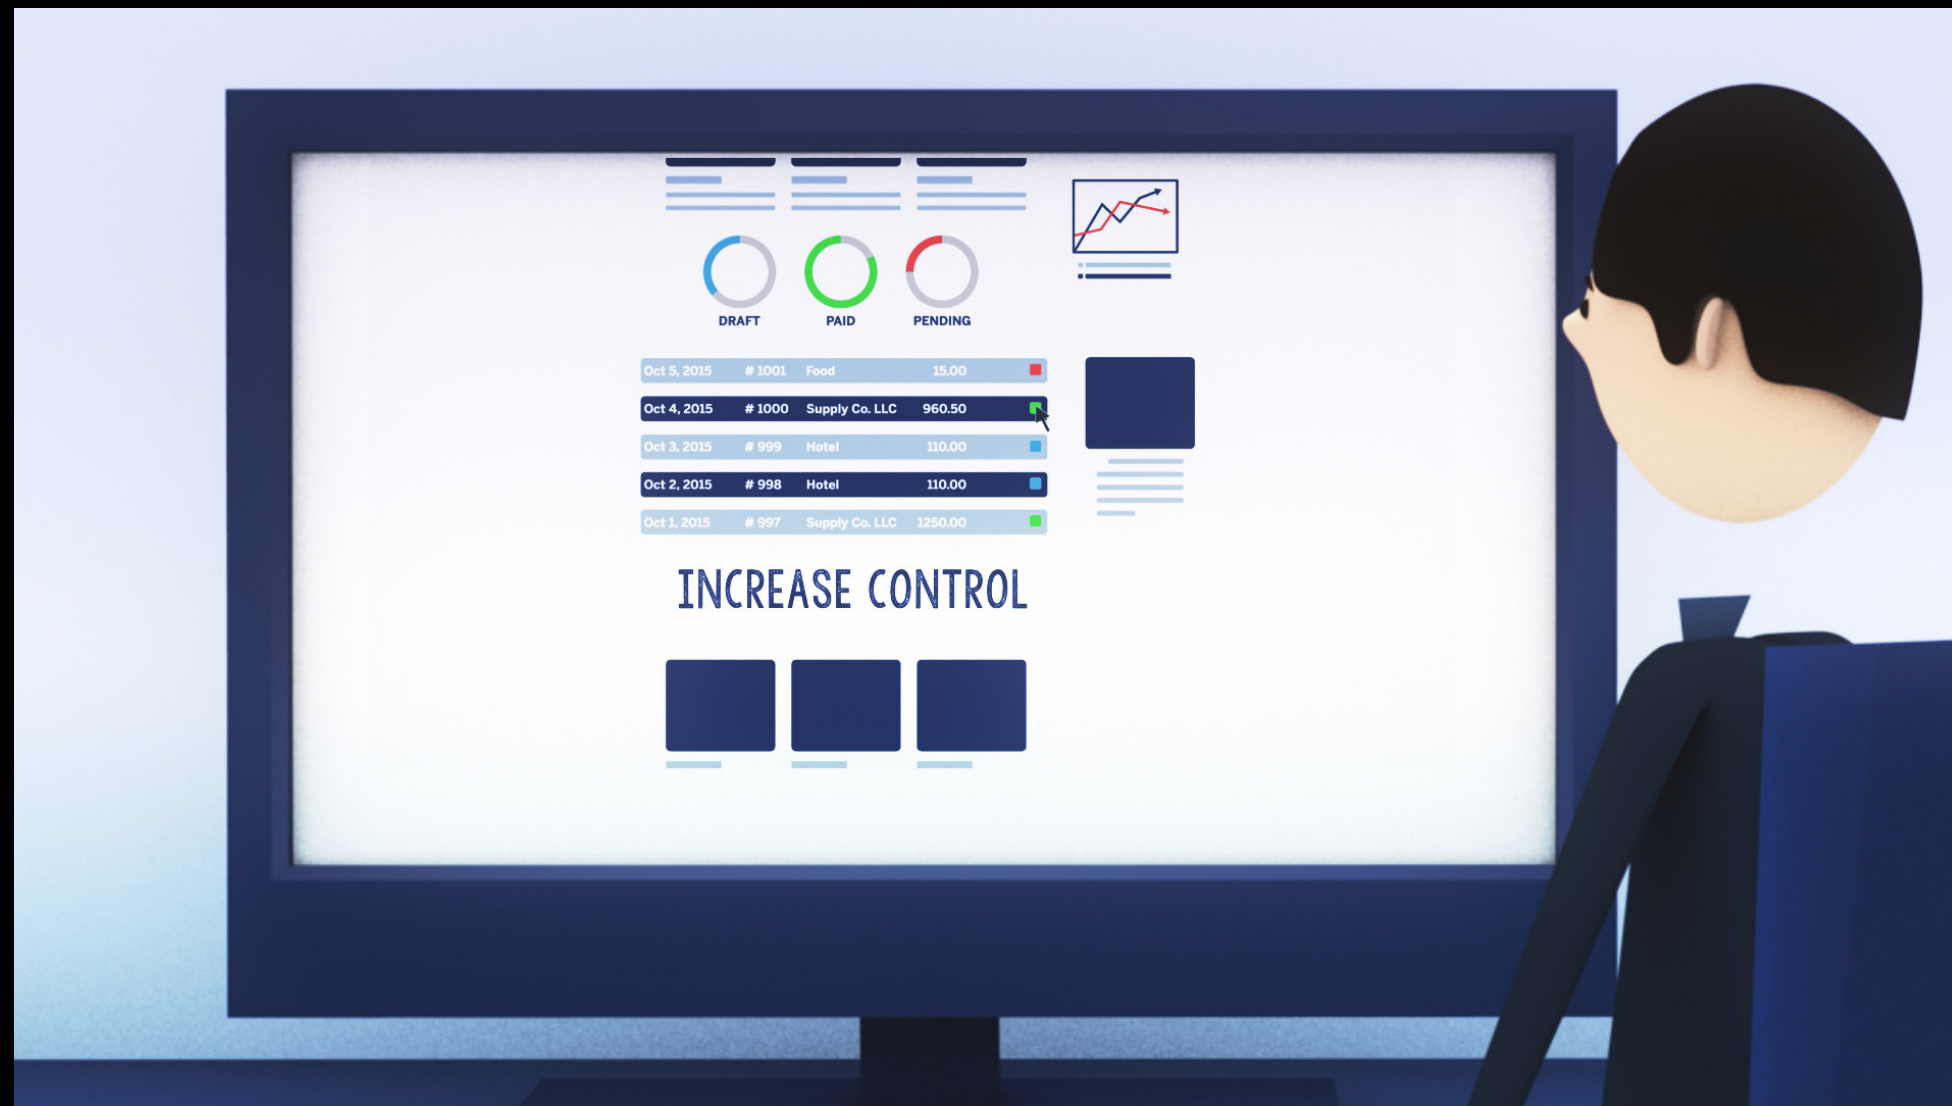 DRAFT PAID PENDING
Oct 5, 2015 # 1001 Food 15.00
Oct 4, 2015 # 1000 Supply Co. LLC 960.50
Oct 3, 2015 # 999 Hotel 110.00
Oct 2, 2015 # 998 Hotel 110.00
Oct 1, 2015 # 997 Supply Co. LLC 1250.00
INCREASE CONTROL